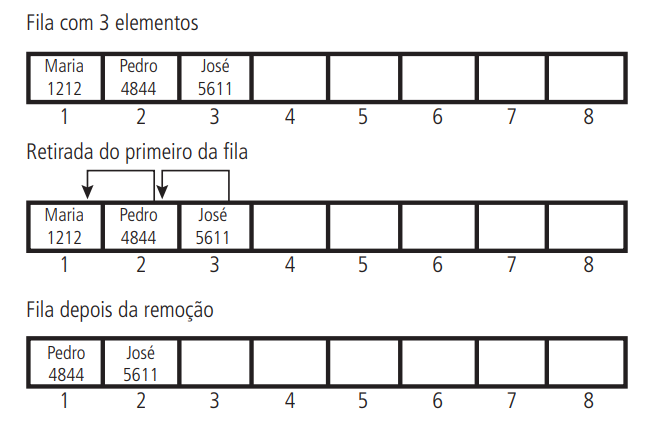 Fila com 3 elementos
Maria Pedro José
1212 4844 5611
1 2 3 4 5 6 7 8
Retirada do primeiro da fila
Maria Pedro José
1212 4844 5611
1 2 3 4 5 6 7 8
Fila depois da remoção
Pedro José
4844 5611
1 2 3 4 5 6 7 8